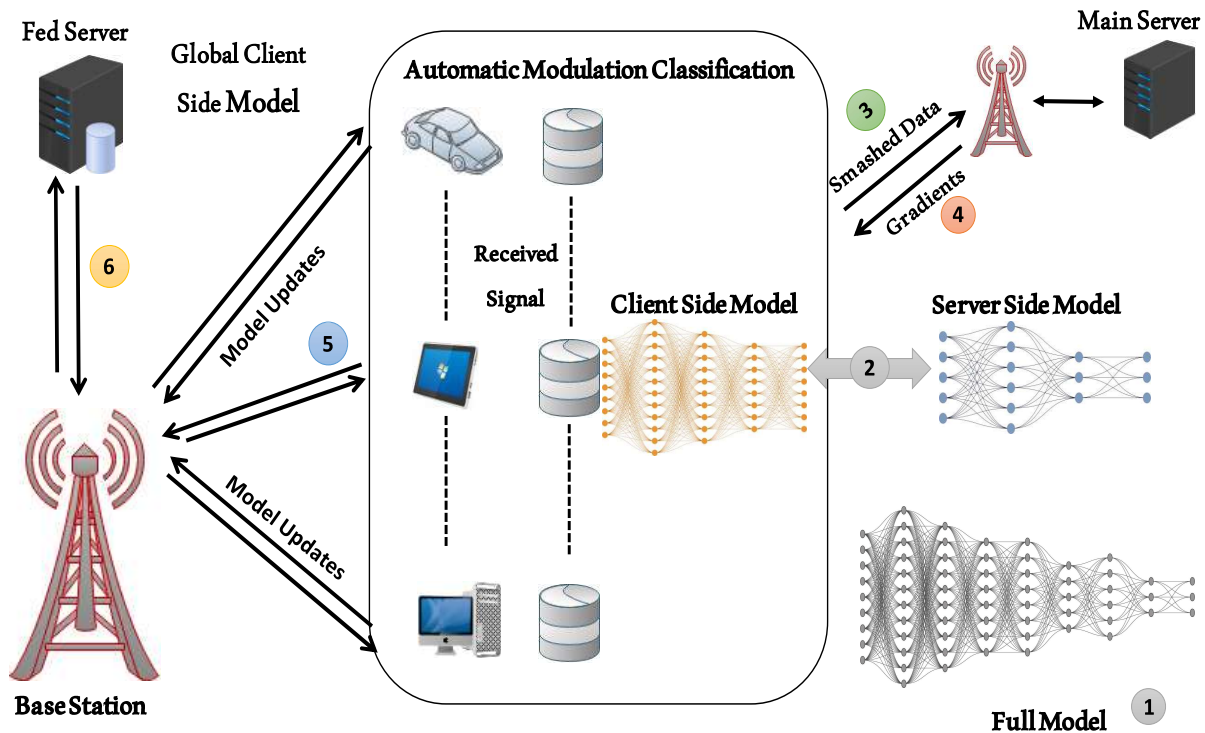 Fed Server
Global Client
Side Model
Automatic Modulation Classification
Main Server
3
Smashed Data
Gradients
4
6
Received
Signal
Model Updates
5
Client Side Model
Server Side Model
2
Model Updates
Base Station
Full Model
1